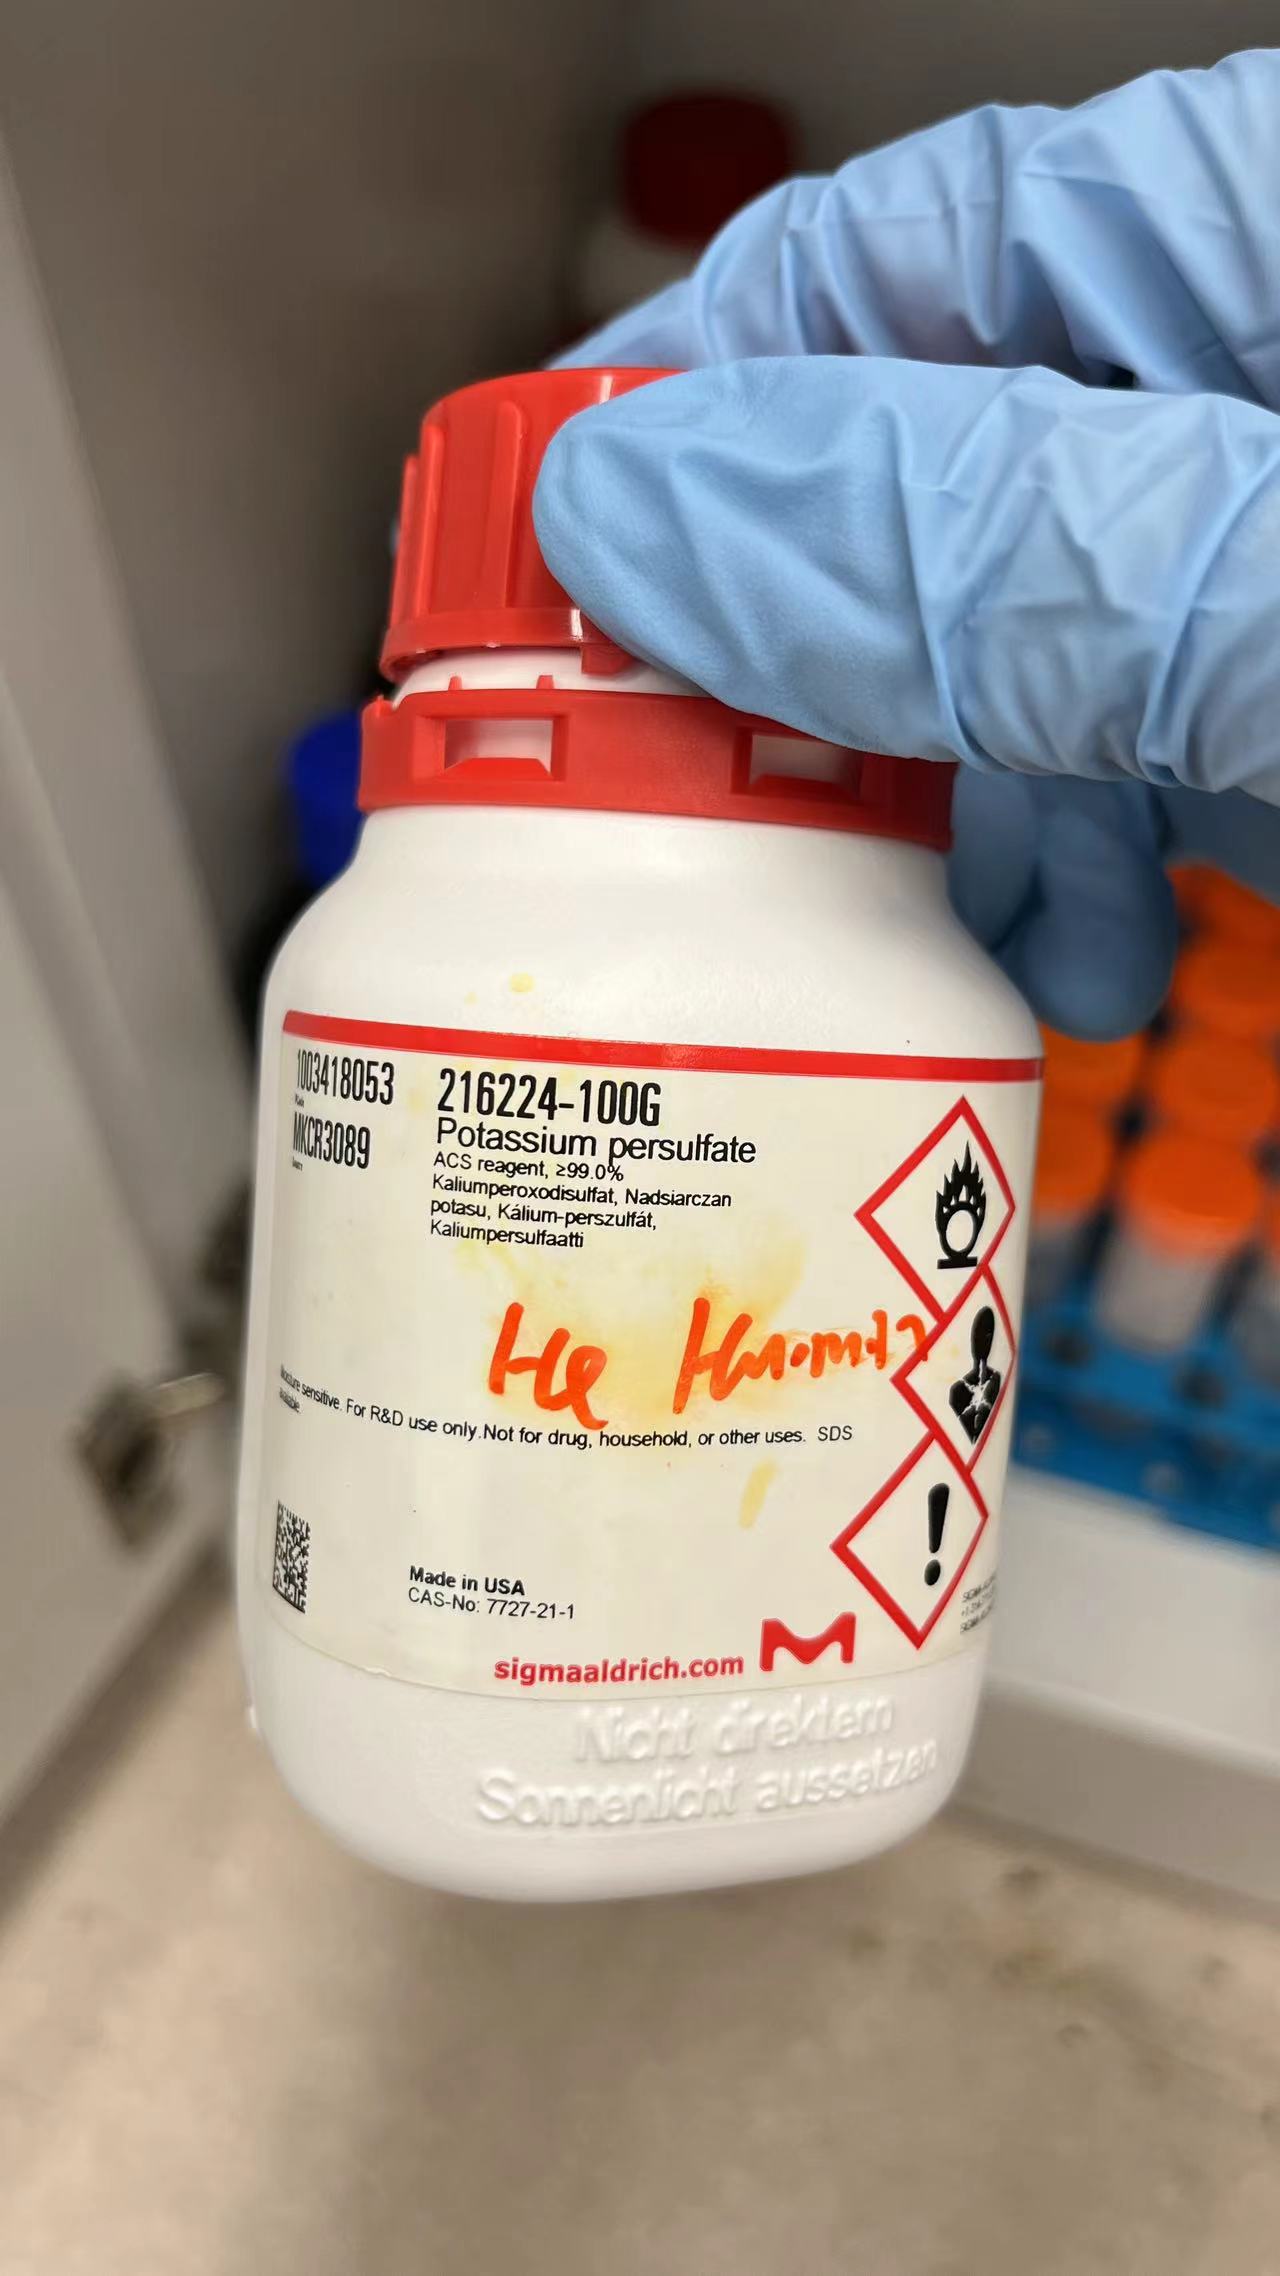 1003418053
MKCR3089
216224-100G
Potassium persulfate
ACS reagent, ≥99.0%
Kaliumperoxodisulfat, Nadsiarczan
potasu, Kálium-perszulfát,
Kaliumpersulfaatti
Moisture sensitive. For R&D use only.Not for drug, household, or other uses. SDS
available.
Made in USA
CAS-No: 7727-21-1
sigmaaldrich.com
Nicht direktem
Sonnenlicht aussetzen